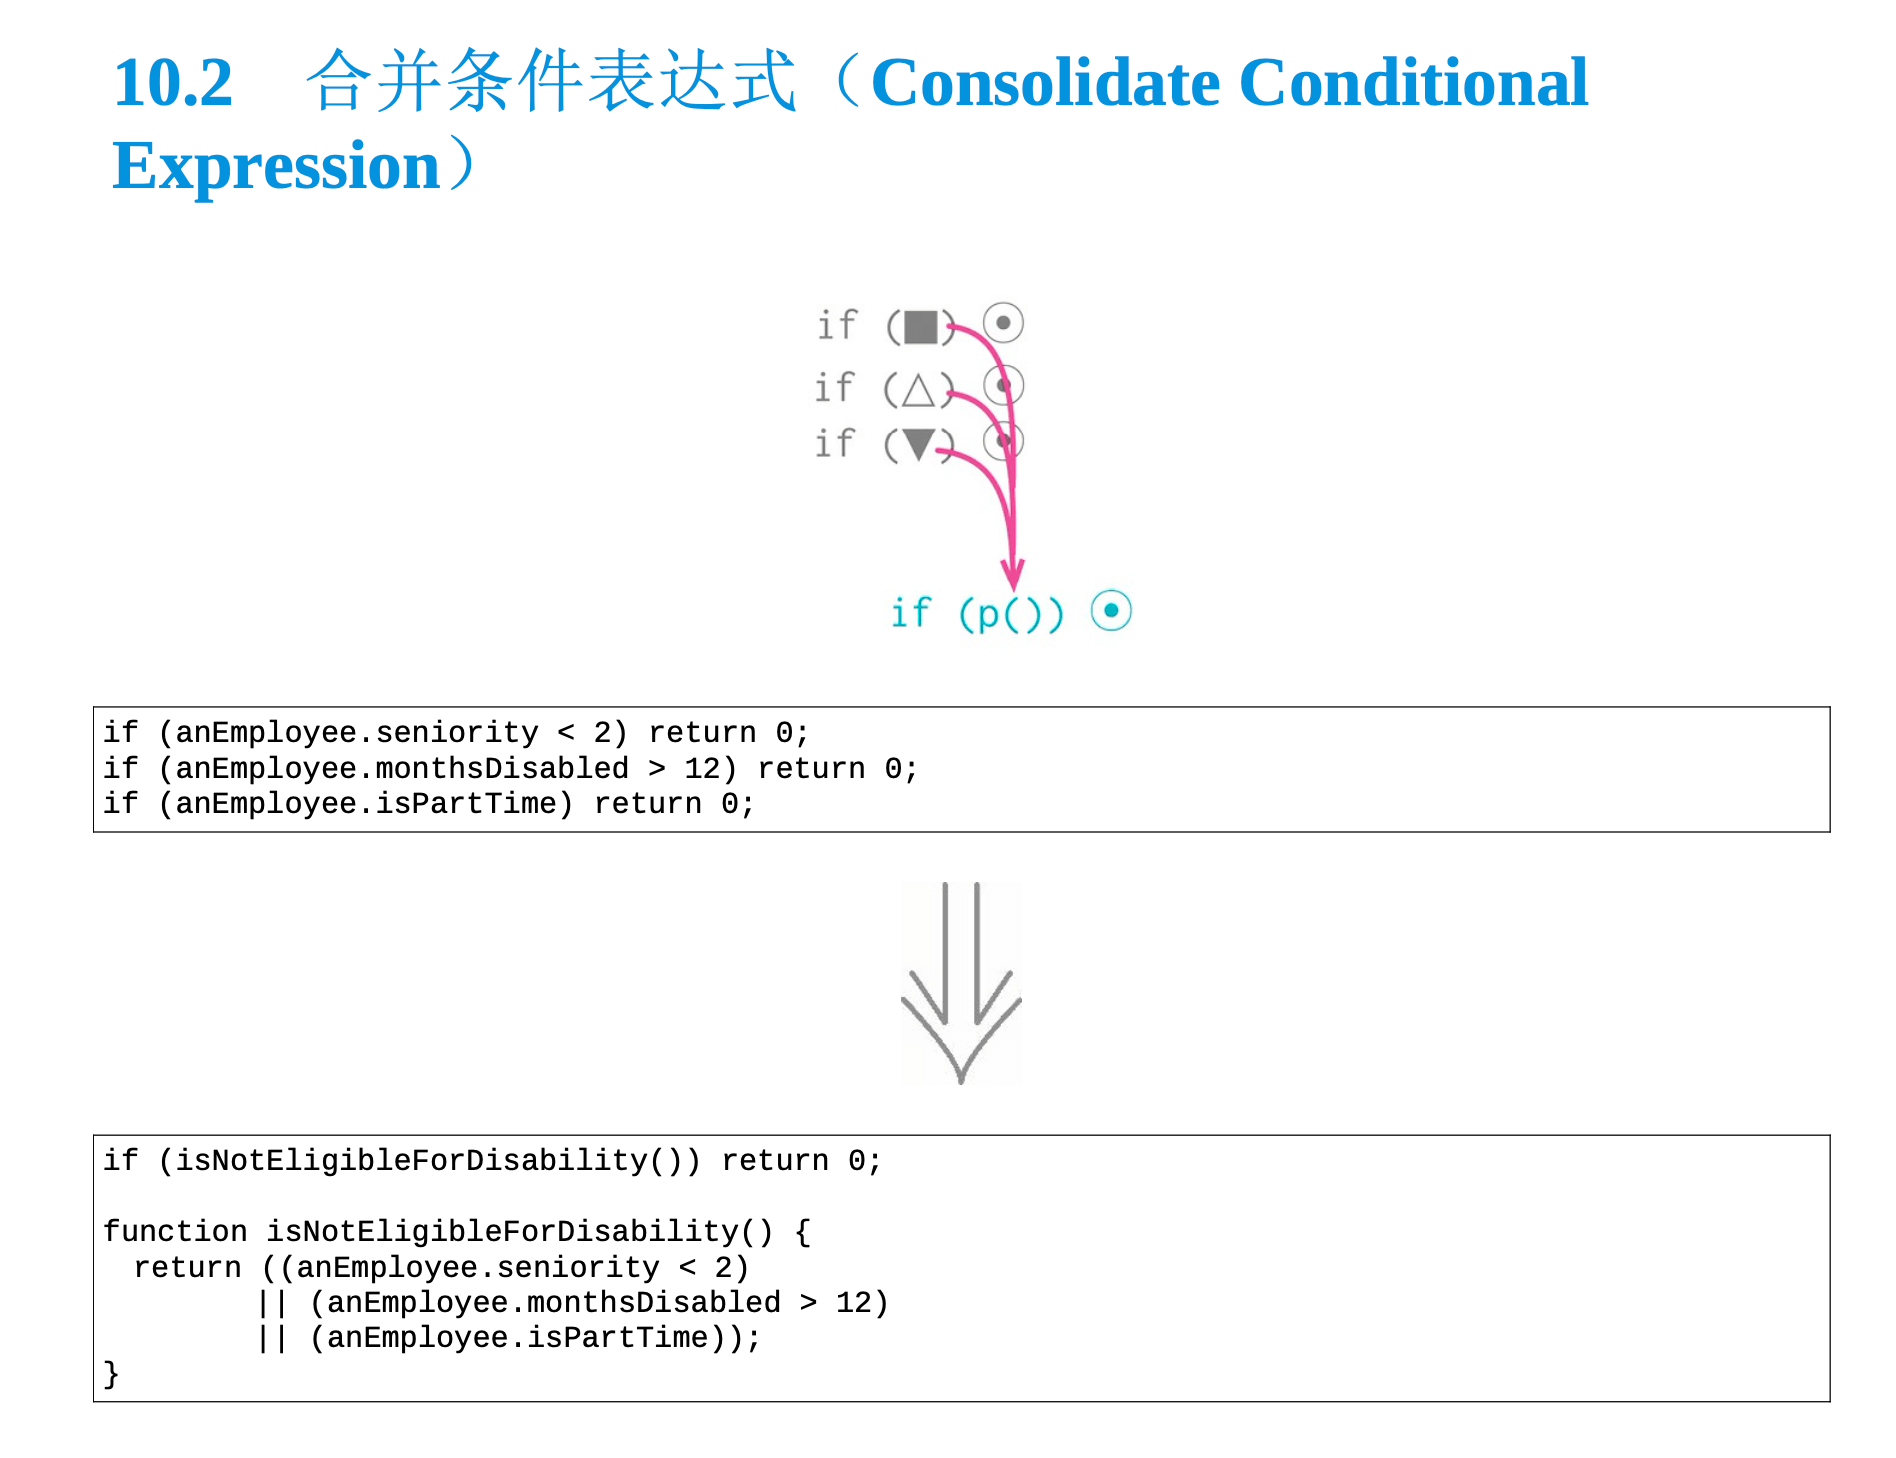 10.2 合并条件表达式（Consolidate Conditional
Expression）
if (■)
if (△)
if (▼)
if (p())
if (anEmployee.seniority < 2) return 0;
if (anEmployee.monthsDisabled > 12) return 0;
if (anEmployee.isPartTime) return 0;
if (isNotEligibleForDisability()) return 0;
function isNotEligibleForDisability() {
return ((anEmployee.seniority < 2)
|| (anEmployee.monthsDisabled > 12)
|| (anEmployee.isPartTime));
}